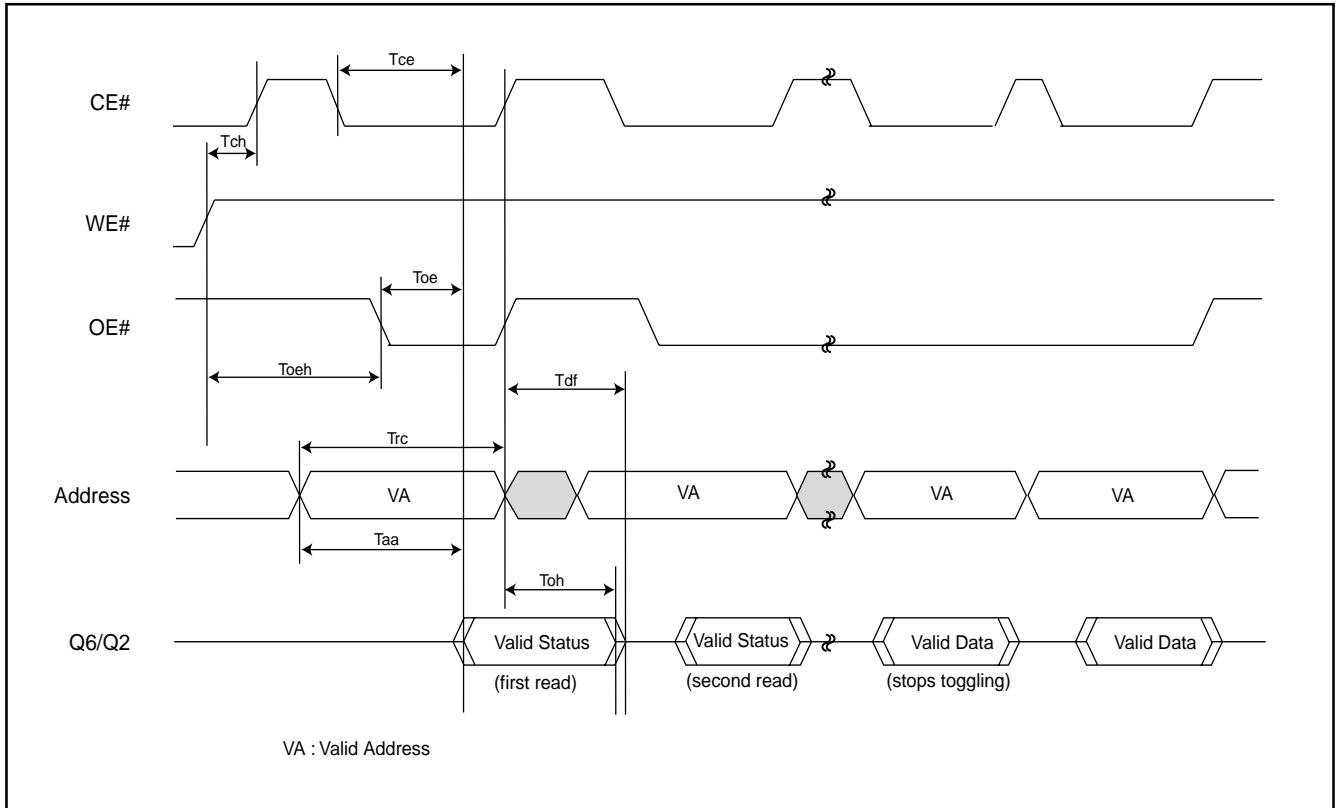 Tce
CE#
Tch
WE#
Toe
OE#
Toeh
Tdf
Trc
Address
VA
VA
VA
VA
Taa
Toh
Q6/Q2
Valid Status
Valid Status
Valid Data
Valid Data
(first read)
(second read)
(stops toggling)
VA : Valid Address